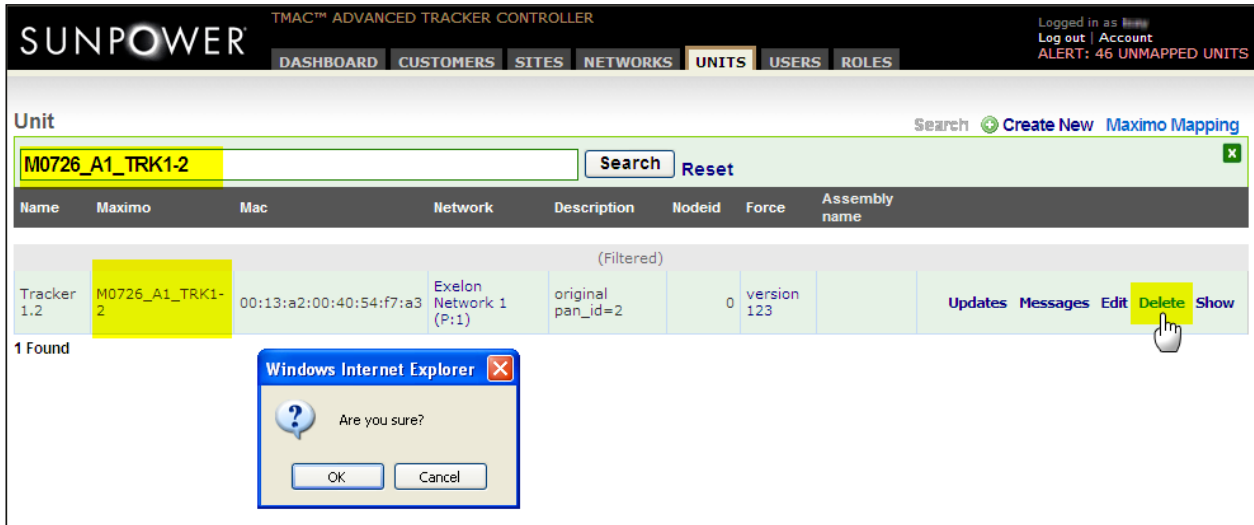 TMAC™ ADVANCED TRACKER CONTROLLER
SUNPOWER
Logged in as
Log out | Account
ALERT: 46 UNMAPPED UNITS
DASHBOARD CUSTOMERS SITES NETWORKS UNITS USERS ROLES
Unit
Search Create New Maximo Mapping
M0726_A1_TRK1-2 Search Reset x
Name Maximo Mac Network Description Nodeid Force Assembly
name
(Filtered)
Tracker M0726_A1_TRK1- 00:13:a2:00:40:54:f7:a3 Exelon original 0 version Updates Messages Edit Delete Show
1.2 2 Network 1 pan_id=2 123
(P:1)
1 Found
Windows Internet Explorer
Are you sure?
OK Cancel